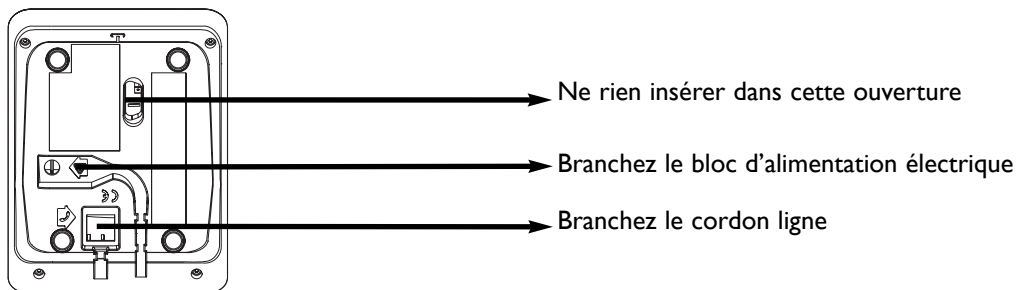 Ne rien insérer dans cette ouverture
Branchez le bloc d'alimentation électrique
Branchez le cordon ligne